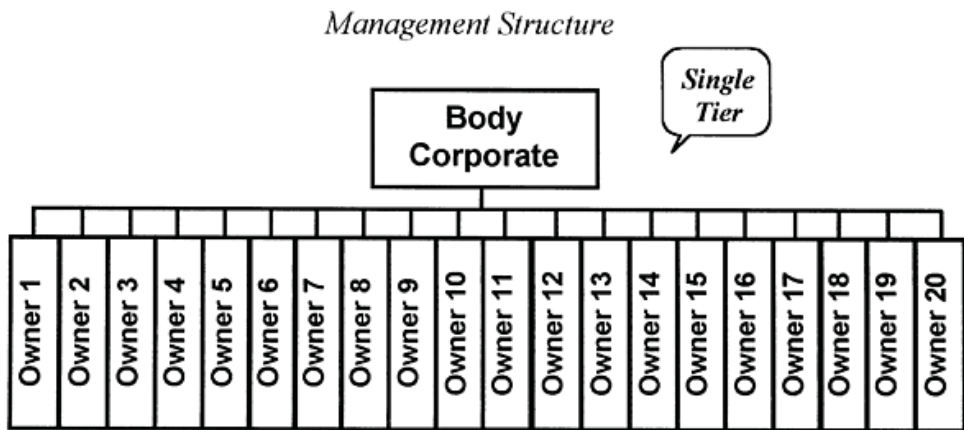 Management Structure
Single
Tier
Body
Corporate
Owner 1
Owner 2
Owner 3
Owner 4
Owner 5
Owner 6
Owner 7
Owner 8
Owner 9
Owner 10
Owner 11
Owner 12
Owner 13
Owner 14
Owner 15
Owner 16
Owner 17
Owner 18
Owner 19
Owner 20